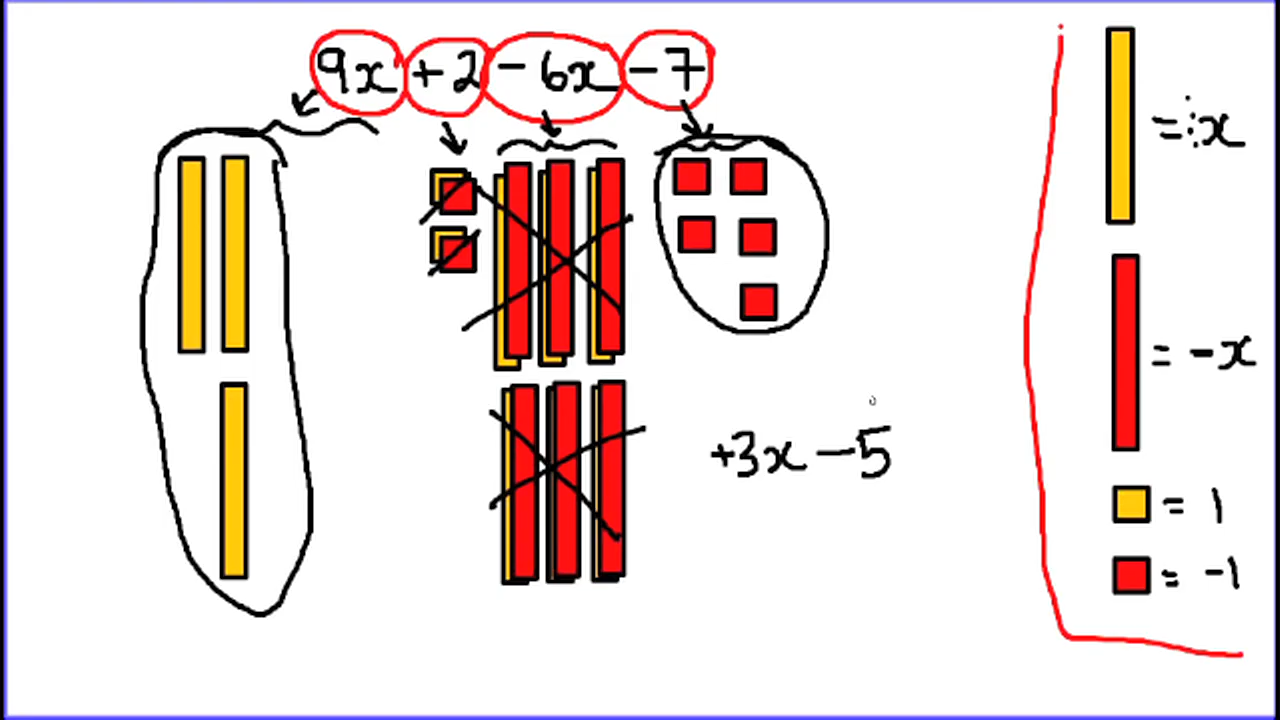 9x + 2 - 6x - 7
= x
= -x
+3x - 5
= 1
= -1